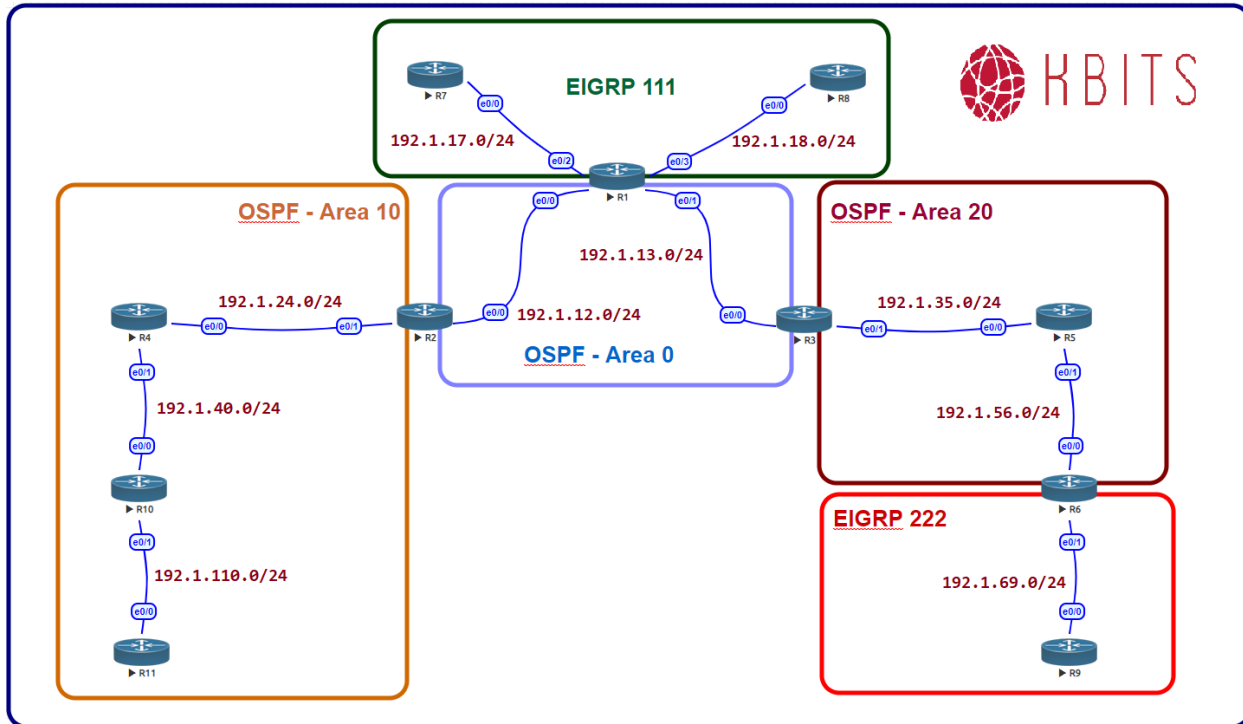 KBITS
EIGRP 111
R7
R8
e0/0
e0/0
192.1.17.0/24
192.1.18.0/24
e0/2
e0/3
R1
OSPF - Area 10
e0/0
e0/1
OSPF - Area 20
192.1.13.0/24
192.1.24.0/24
192.1.12.0/24
192.1.35.0/24
R4
e0/0
e0/1
R2
e0/0
e0/0
R3
e0/1
e0/0
R5
OSPF - Area 0
e0/1
e0/1
192.1.40.0/24
192.1.56.0/24
e0/0
e0/0
R10
R6
EIGRP 222
e0/1
e0/1
192.1.110.0/24
192.1.69.0/24
e0/0
e0/0
R11
R9